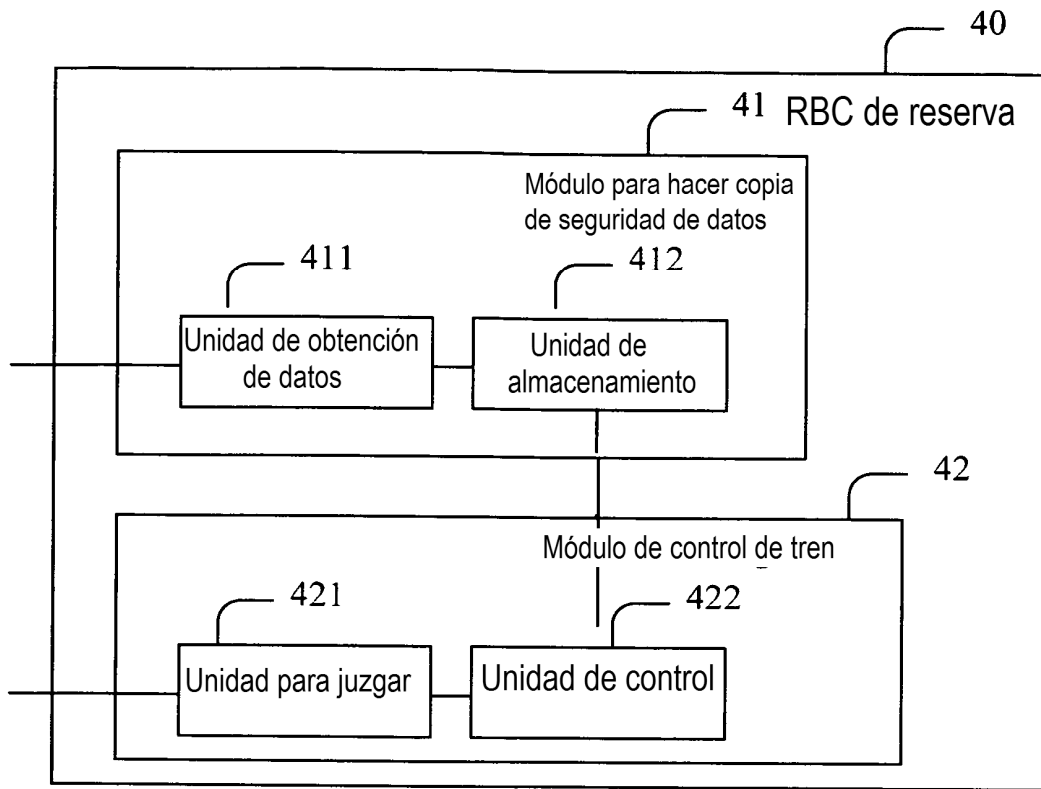 40
41 RBC de reserva
Módulo para hacer copia
de seguridad de datos
411
412
Unidad de obtención
de datos
Unidad de
almacenamiento
42
Módulo de control de tren
421
422
Unidad para juzgar
Unidad de control